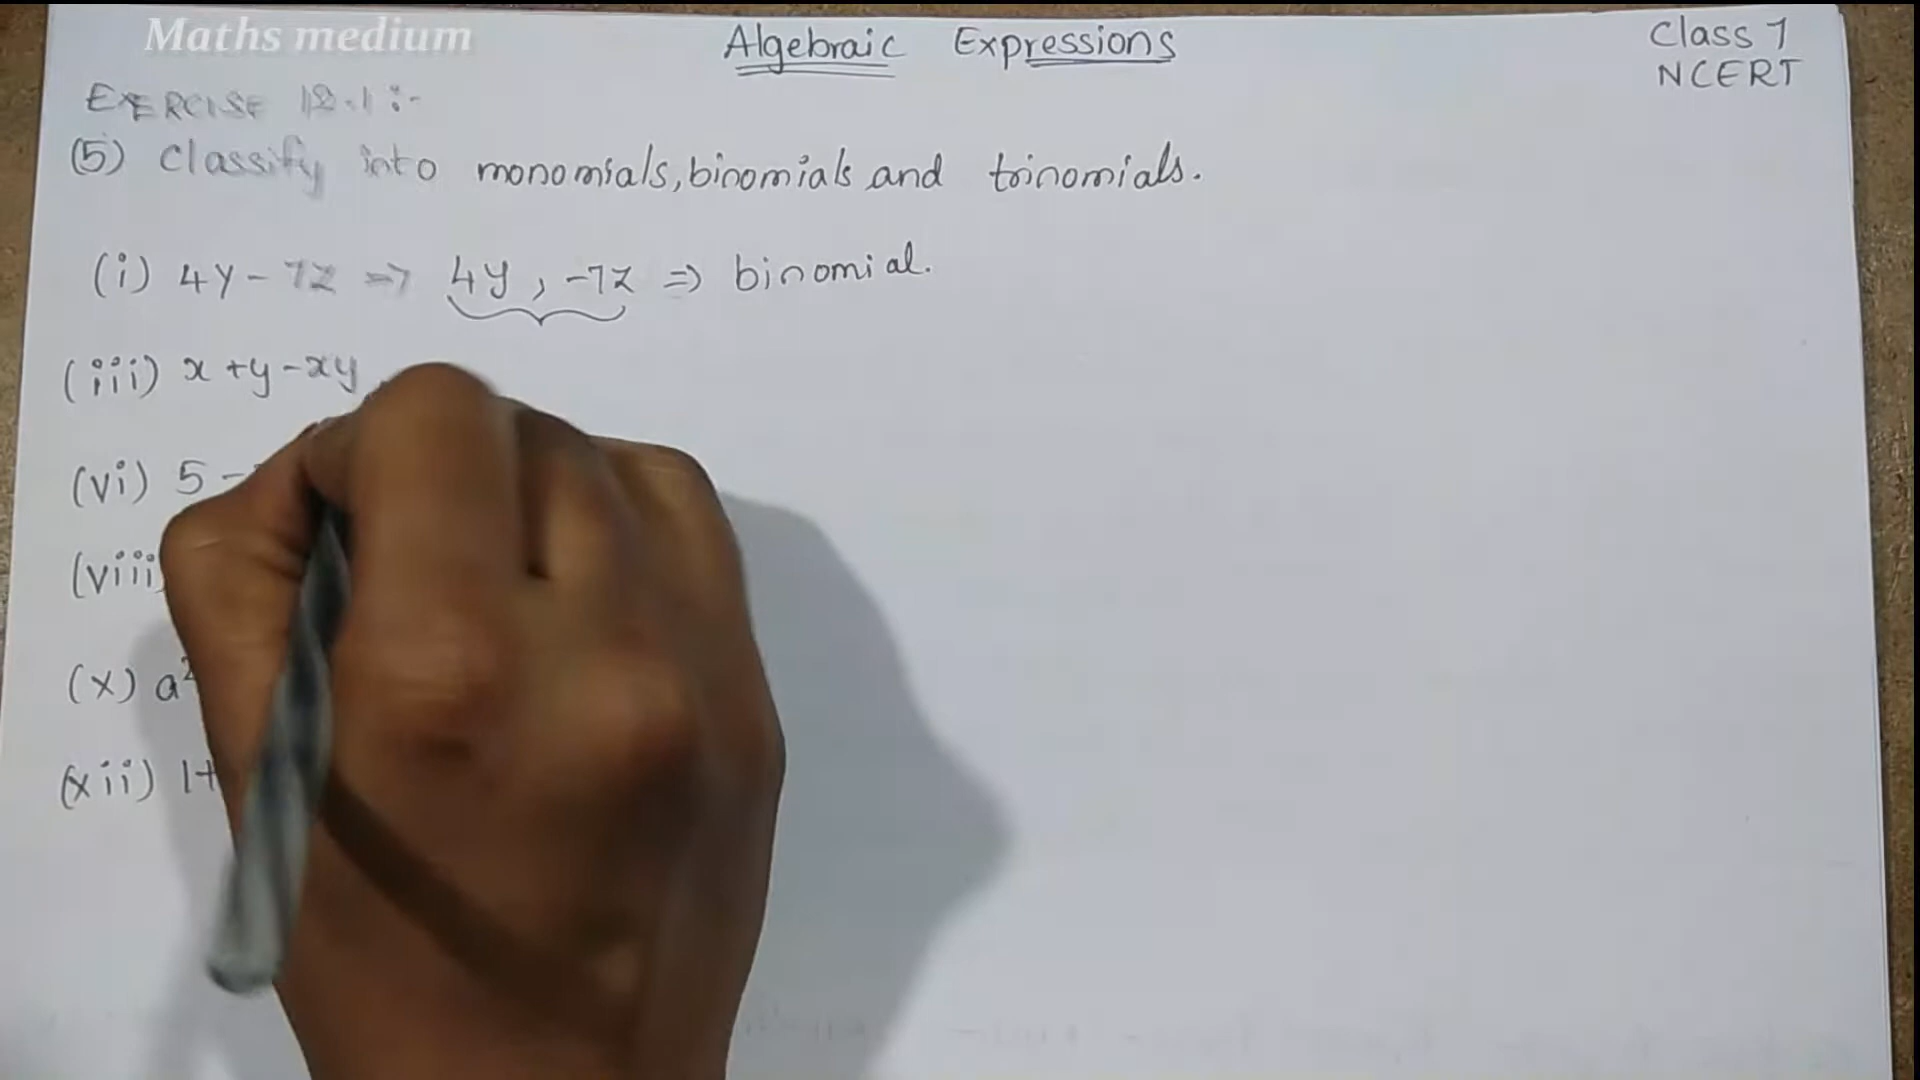 Maths medium
Algebraic Expressions
Class 7
NCERT
EXERCISE 12.1 :-
(5) Classify into monomials, binomials and trinomials.
(i) 4y - 7z => 4y, -7z => binomial.
(iii) x + y - xy
(vi) 5 -
(viii)
(x) a²
(xii) 1+